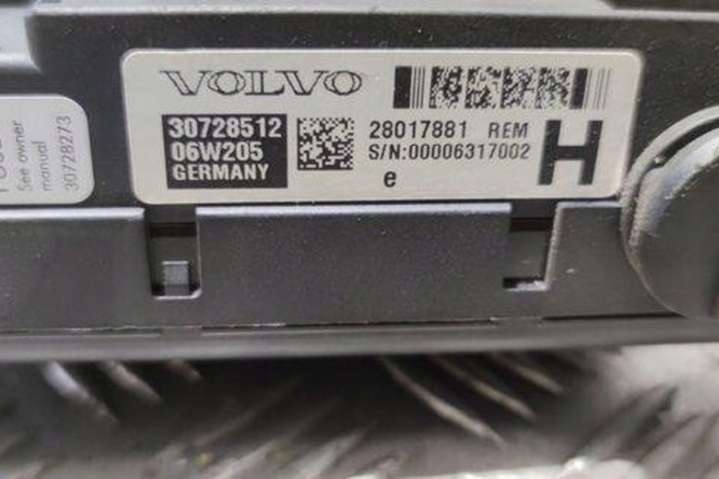 VOLVO
30728512
06W205
GERMANY
28017881 REM
S/N:00006317002
e
H
See owner
manual
30728273